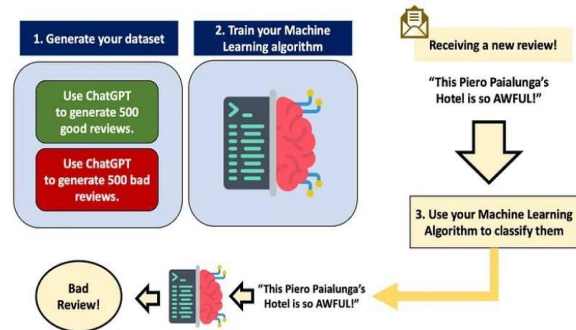 1. Generate your dataset
2. Train your Machine
Learning algorithm
Use ChatGPT
to generate 500
good reviews.
Use ChatGPT
to generate 500 bad
reviews.
Receiving a new review!
“This Piero Paialunga's
Hotel is so AWFUL!”
3. Use your Machine Learning
Algorithm to classify them
“This Piero Paialunga's
Hotel is so AWFUL!”
Bad
Review!